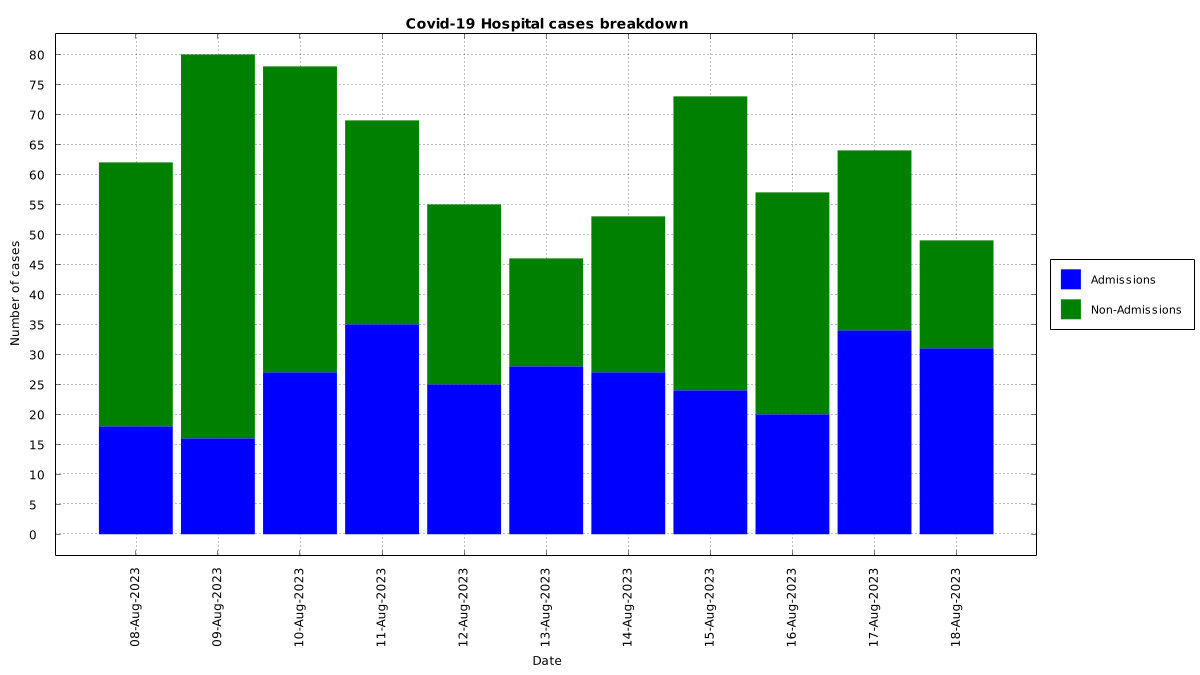 Covid-19 Hospital cases breakdown
80
75
70
65
60
55
50
45
40
35
30
25
20
15
10
5
0
Number of cases
08-Aug-2023
09-Aug-2023
10-Aug-2023
11-Aug-2023
12-Aug-2023
13-Aug-2023
14-Aug-2023
15-Aug-2023
16-Aug-2023
17-Aug-2023
18-Aug-2023
Date
Admissions
Non-Admissions